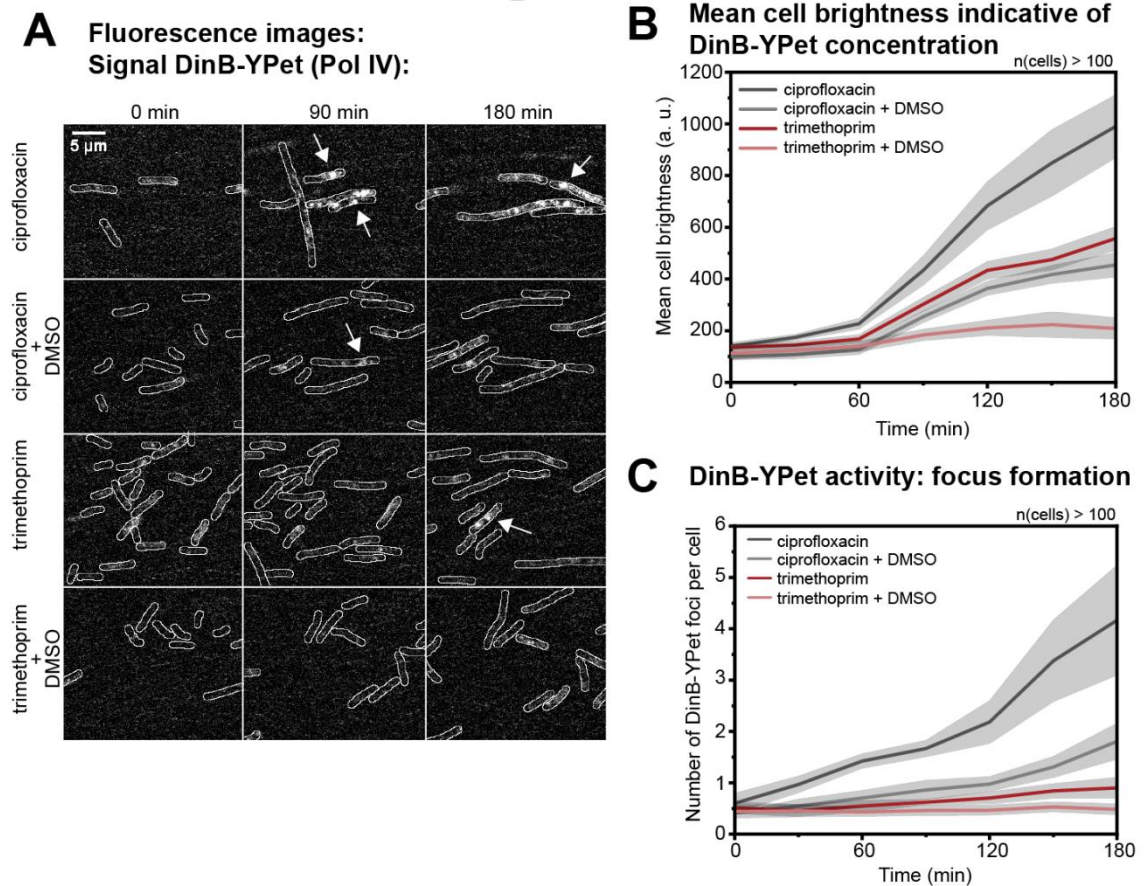 A
Fluorescence images:
Signal DinB-YPet (Pol IV):
0 min
90 min
180 min
5 µm
ciprofloxacin
ciprofloxacin
+
DMSO
trimethoprim
trimethoprim
+
DMSO
B
Mean cell brightness indicative of
DinB-YPet concentration
n(cells) > 100
ciprofloxacin
ciprofloxacin + DMSO
trimethoprim
trimethoprim + DMSO
Mean cell brightness (a. u.)
1200
1000
800
600
400
200
0
0
60
120
180
Time (min)
C
DinB-YPet activity: focus formation
n(cells) > 100
ciprofloxacin
ciprofloxacin + DMSO
trimethoprim
trimethoprim + DMSO
Number of DinB-YPet foci per cell
6
5
4
3
2
1
0
0
60
120
180
Time (min)